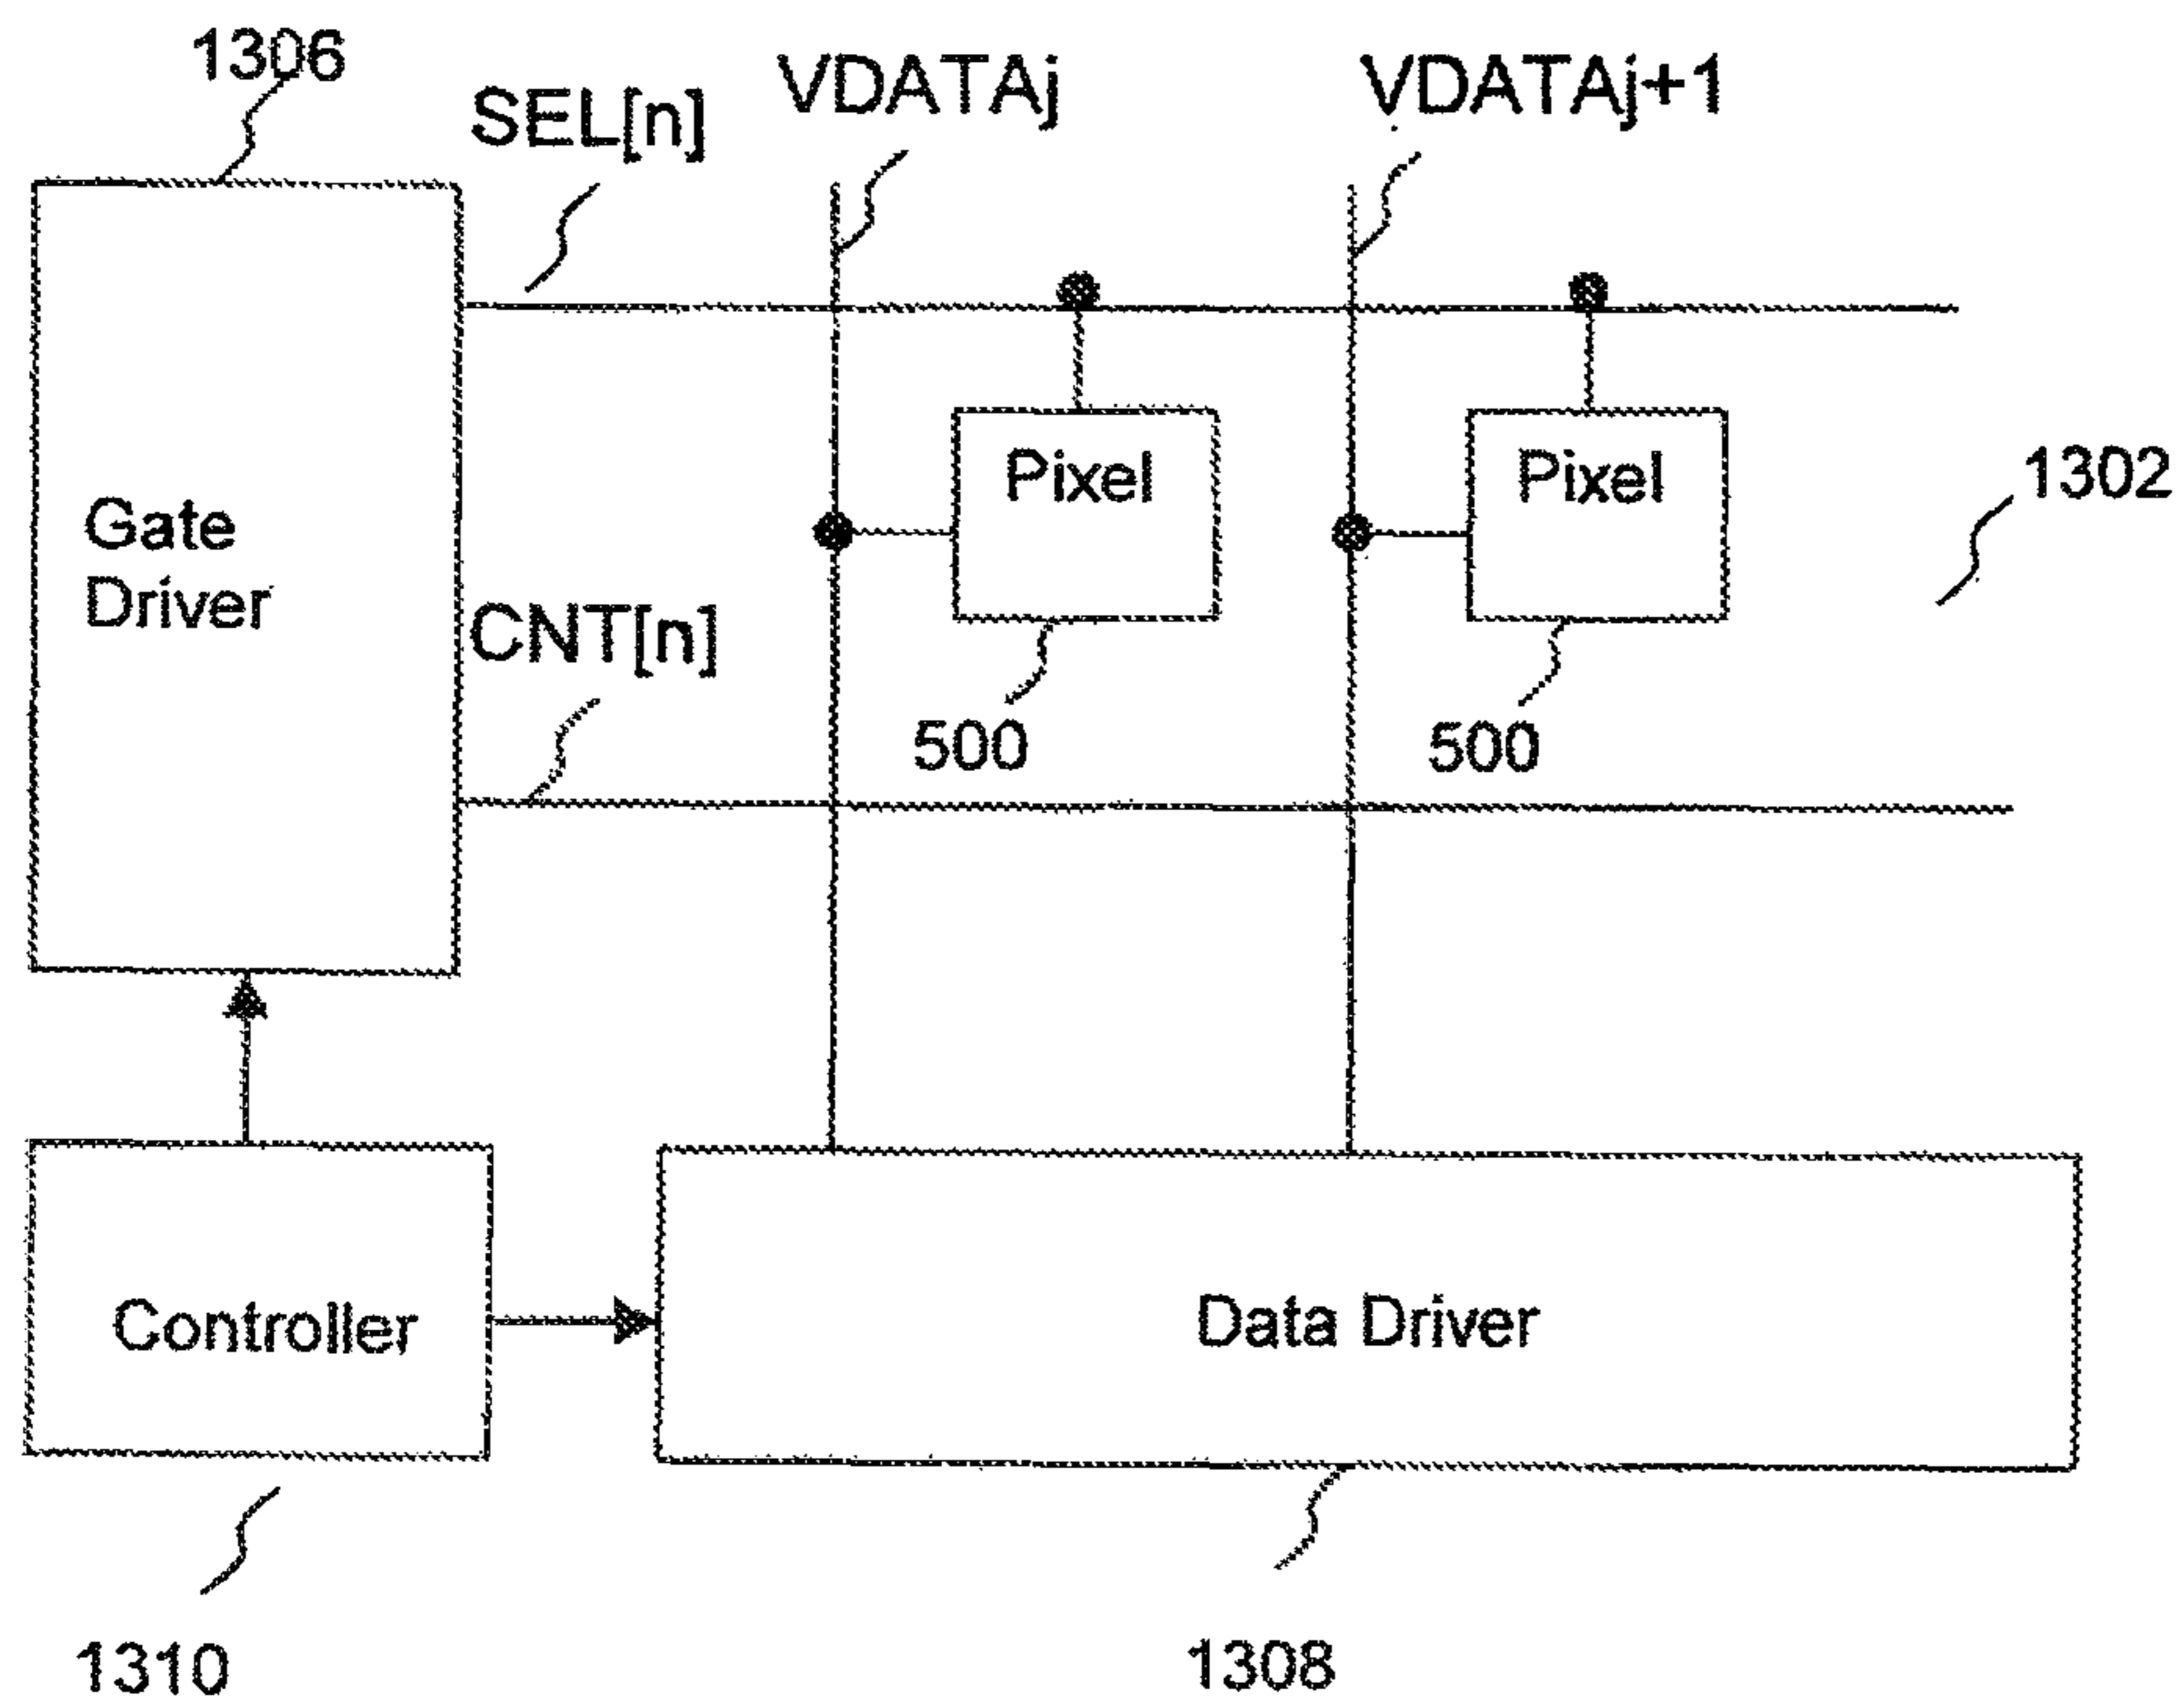 1306
SEL[n]
VDATAj
VDATAj+1
Pixel
Pixel
1302
Gate
Driver
CNT[n]
500
500
Controller
Data Driver
1310
1308